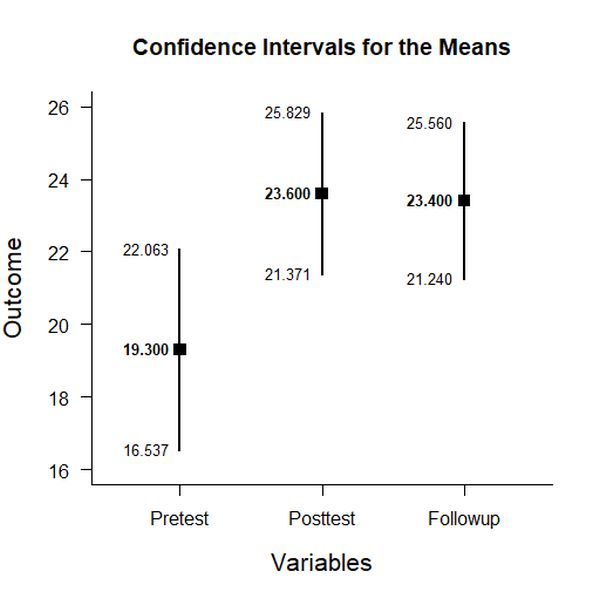 Confidence Intervals for the Means
Outcome
26
24
22
20
18
16
22.063
19.300
16.537
25.829
23.600
21.371
25.560
23.400
21.240
Pretest
Posttest
Followup
Variables